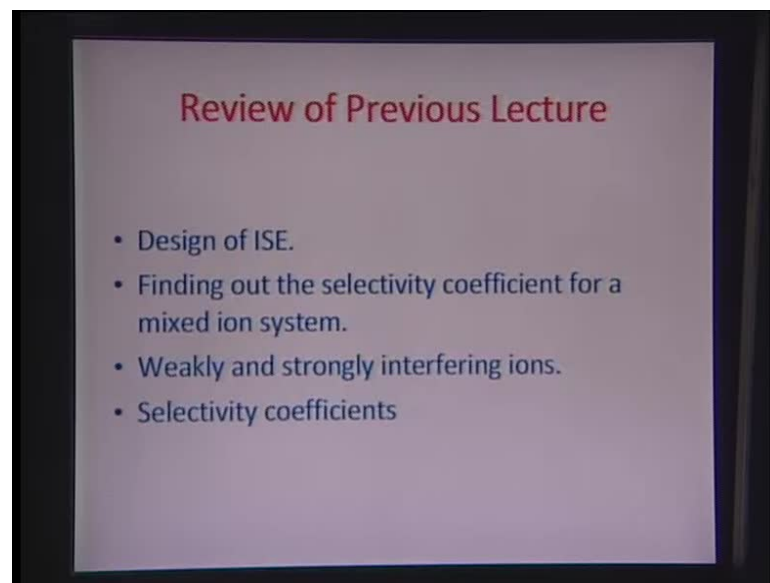 Review of Previous Lecture
• Design of ISE.
• Finding out the selectivity coefficient for a
mixed ion system.
• Weakly and strongly interfering ions.
• Selectivity coefficients